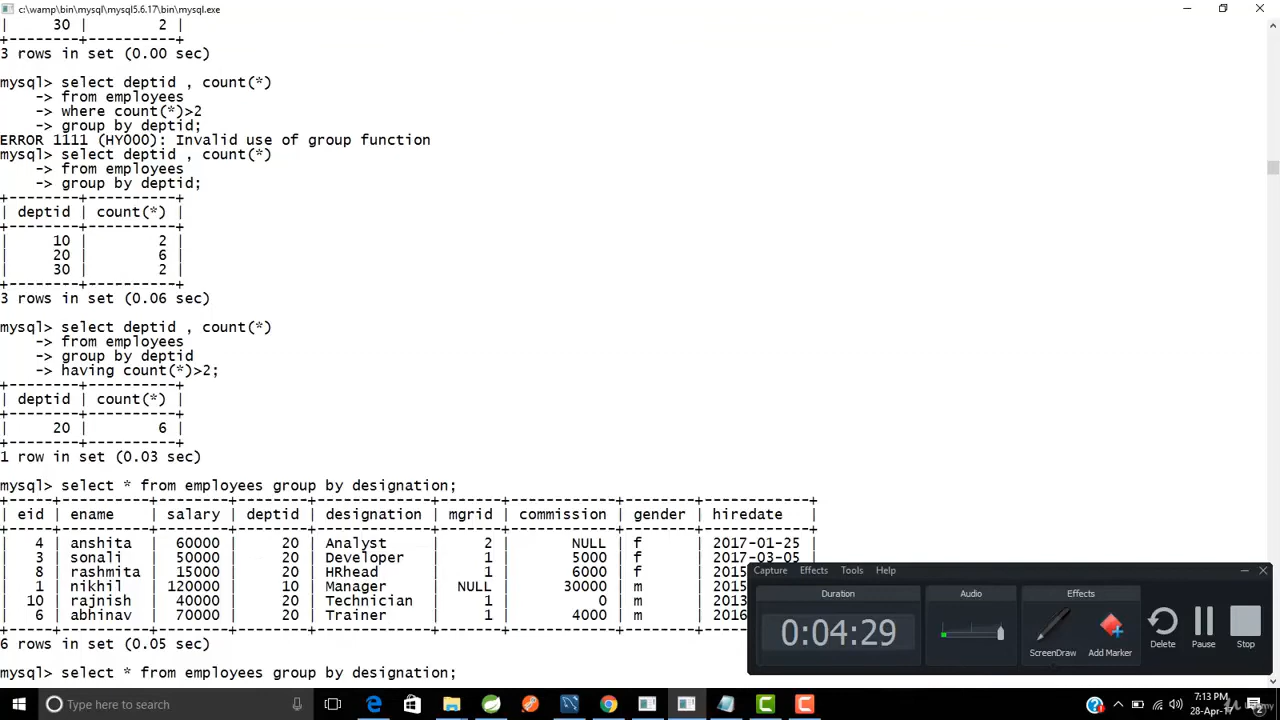 c:\wamp\bin\mysql\mysql5.6.17\bin\mysql.exe
|     30 |        2 |
+--------+----------+
3 rows in set (0.00 sec)
mysql> select deptid , count(*)
    -> from employees
    -> where count(*)>2
    -> group by deptid;
ERROR 1111 (HY000): Invalid use of group function
mysql> select deptid , count(*)
    -> from employees
    -> group by deptid;
+--------+----------+
| deptid | count(*) |
+--------+----------+
|     10 |        2 |
|     20 |        6 |
|     30 |        2 |
+--------+----------+
3 rows in set (0.06 sec)
mysql> select deptid , count(*)
    -> from employees
    -> group by deptid
    -> having count(*)>2;
+--------+----------+
| deptid | count(*) |
+--------+----------+
|     20 |        6 |
+--------+----------+
1 row in set (0.03 sec)
mysql> select * from employees group by designation;
+-----+----------+--------+--------+-------------+-------+------------+--------+------------+
| eid | ename    | salary | deptid | designation | mgrid | commission | gender | hiredate   |
+-----+----------+--------+--------+-------------+-------+------------+--------+------------+
|   4 | anshita  |  60000 |     20 | Analyst     |     2 |       NULL | f      | 2017-01-25 |
|   3 | sonali   |  50000 |     20 | Developer   |     1 |       5000 | f      | 2017-03-05 |
|   8 | rashmita |  15000 |     20 | HRhead      |     1 |       6000 | f      | 2015
|   1 | nikhil   | 120000 |     10 | Manager     |  NULL |      30000 | m      | 2015
|  10 | rajnish  |  40000 |     20 | Technician  |     1 |          0 | m      | 2013
|   6 | abhinav  |  70000 |     20 | Trainer     |     1 |       4000 | m      | 2016
6 rows in set (0.05 sec)
mysql> select * from employees group by designation;
Capture Effects Tools Help
Duration Audio Effects
0:04:29
ScreenDraw Add Marker Delete Pause Stop
Type here to search
7:13 PM
28-Apr-17